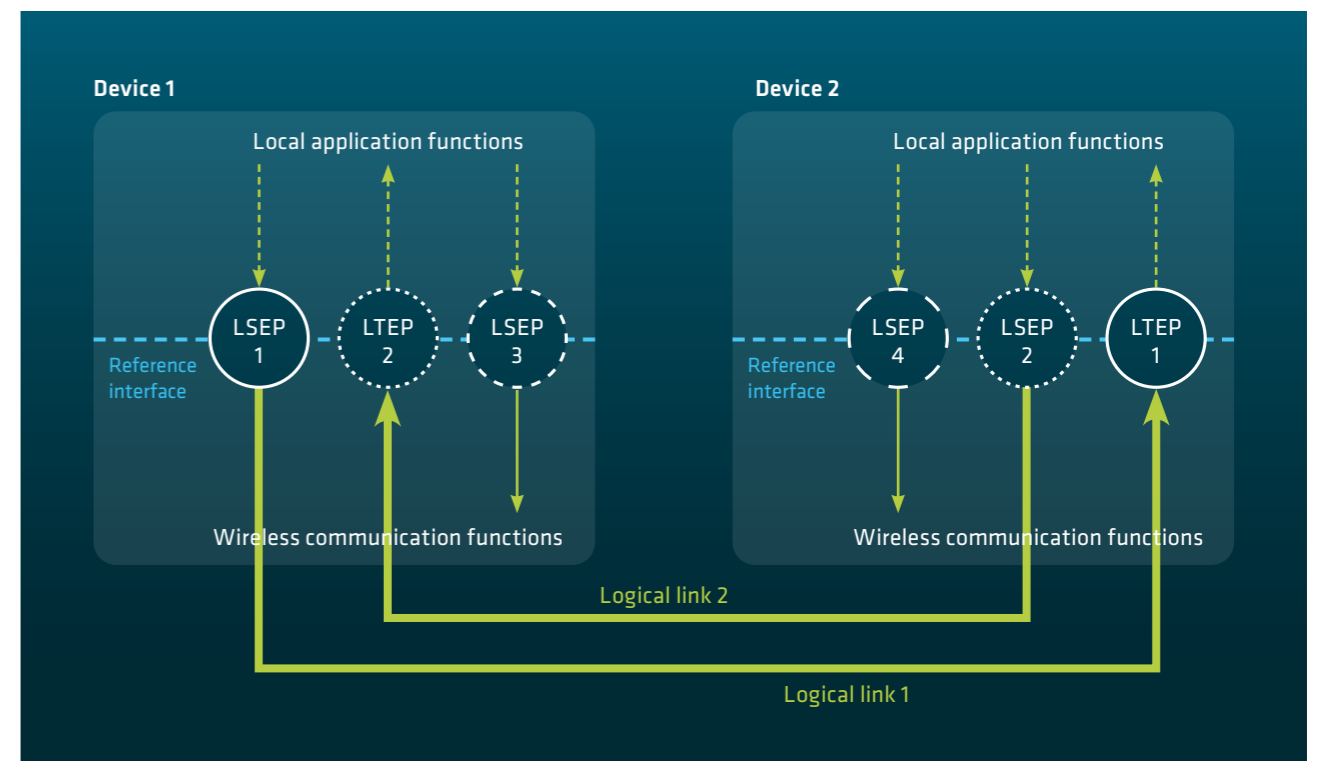 Device 1
Local application functions
LSEP
1
LTEP
2
LSEP
3
Reference
interface
Wireless communication functions
Device 2
Local application functions
LSEP
4
LSEP
2
LTEP
1
Reference
interface
Wireless communication functions
Logical link 2
Logical link 1